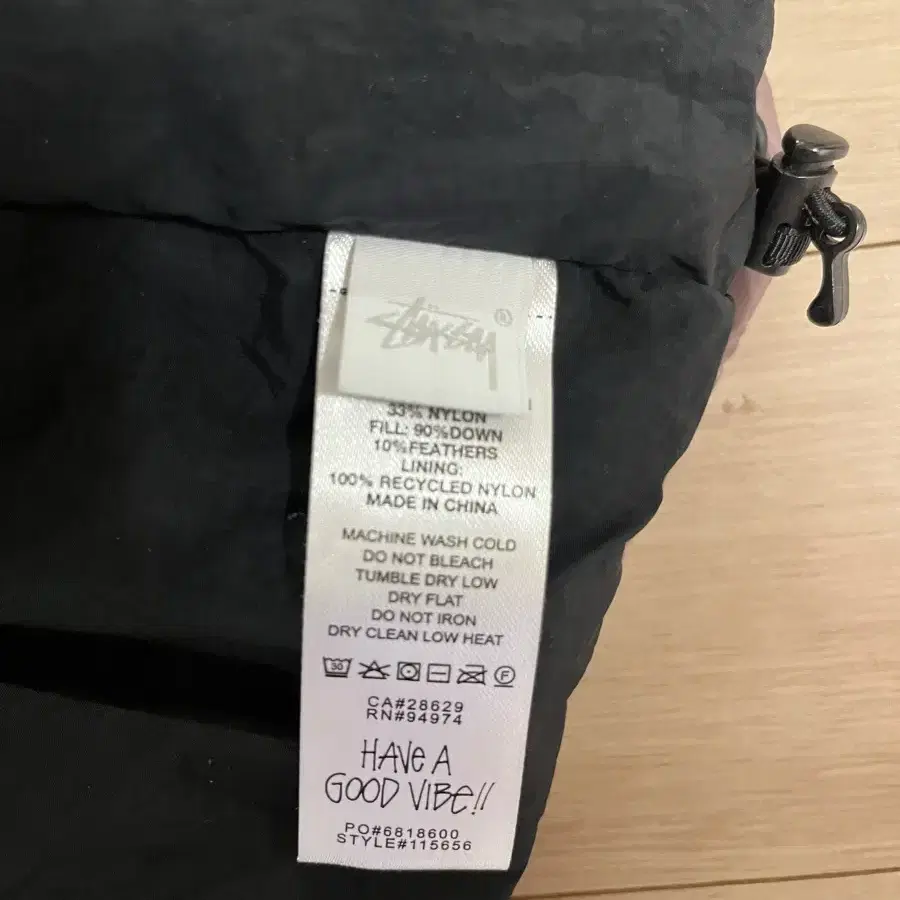 Stüssy ®
33% NYLON
FILL: 90%DOWN
10%FEATHERS
LINING:
100% RECYCLED NYLON
MADE IN CHINA
MACHINE WASH COLD
DO NOT BLEACH
TUMBLE DRY LOW
DRY FLAT
DO NOT IRON
DRY CLEAN LOW HEAT
30 F
CA#28629
RN#94974
HAVE A
GOOD VIBE!!
PO#6818600
STYLE#115656